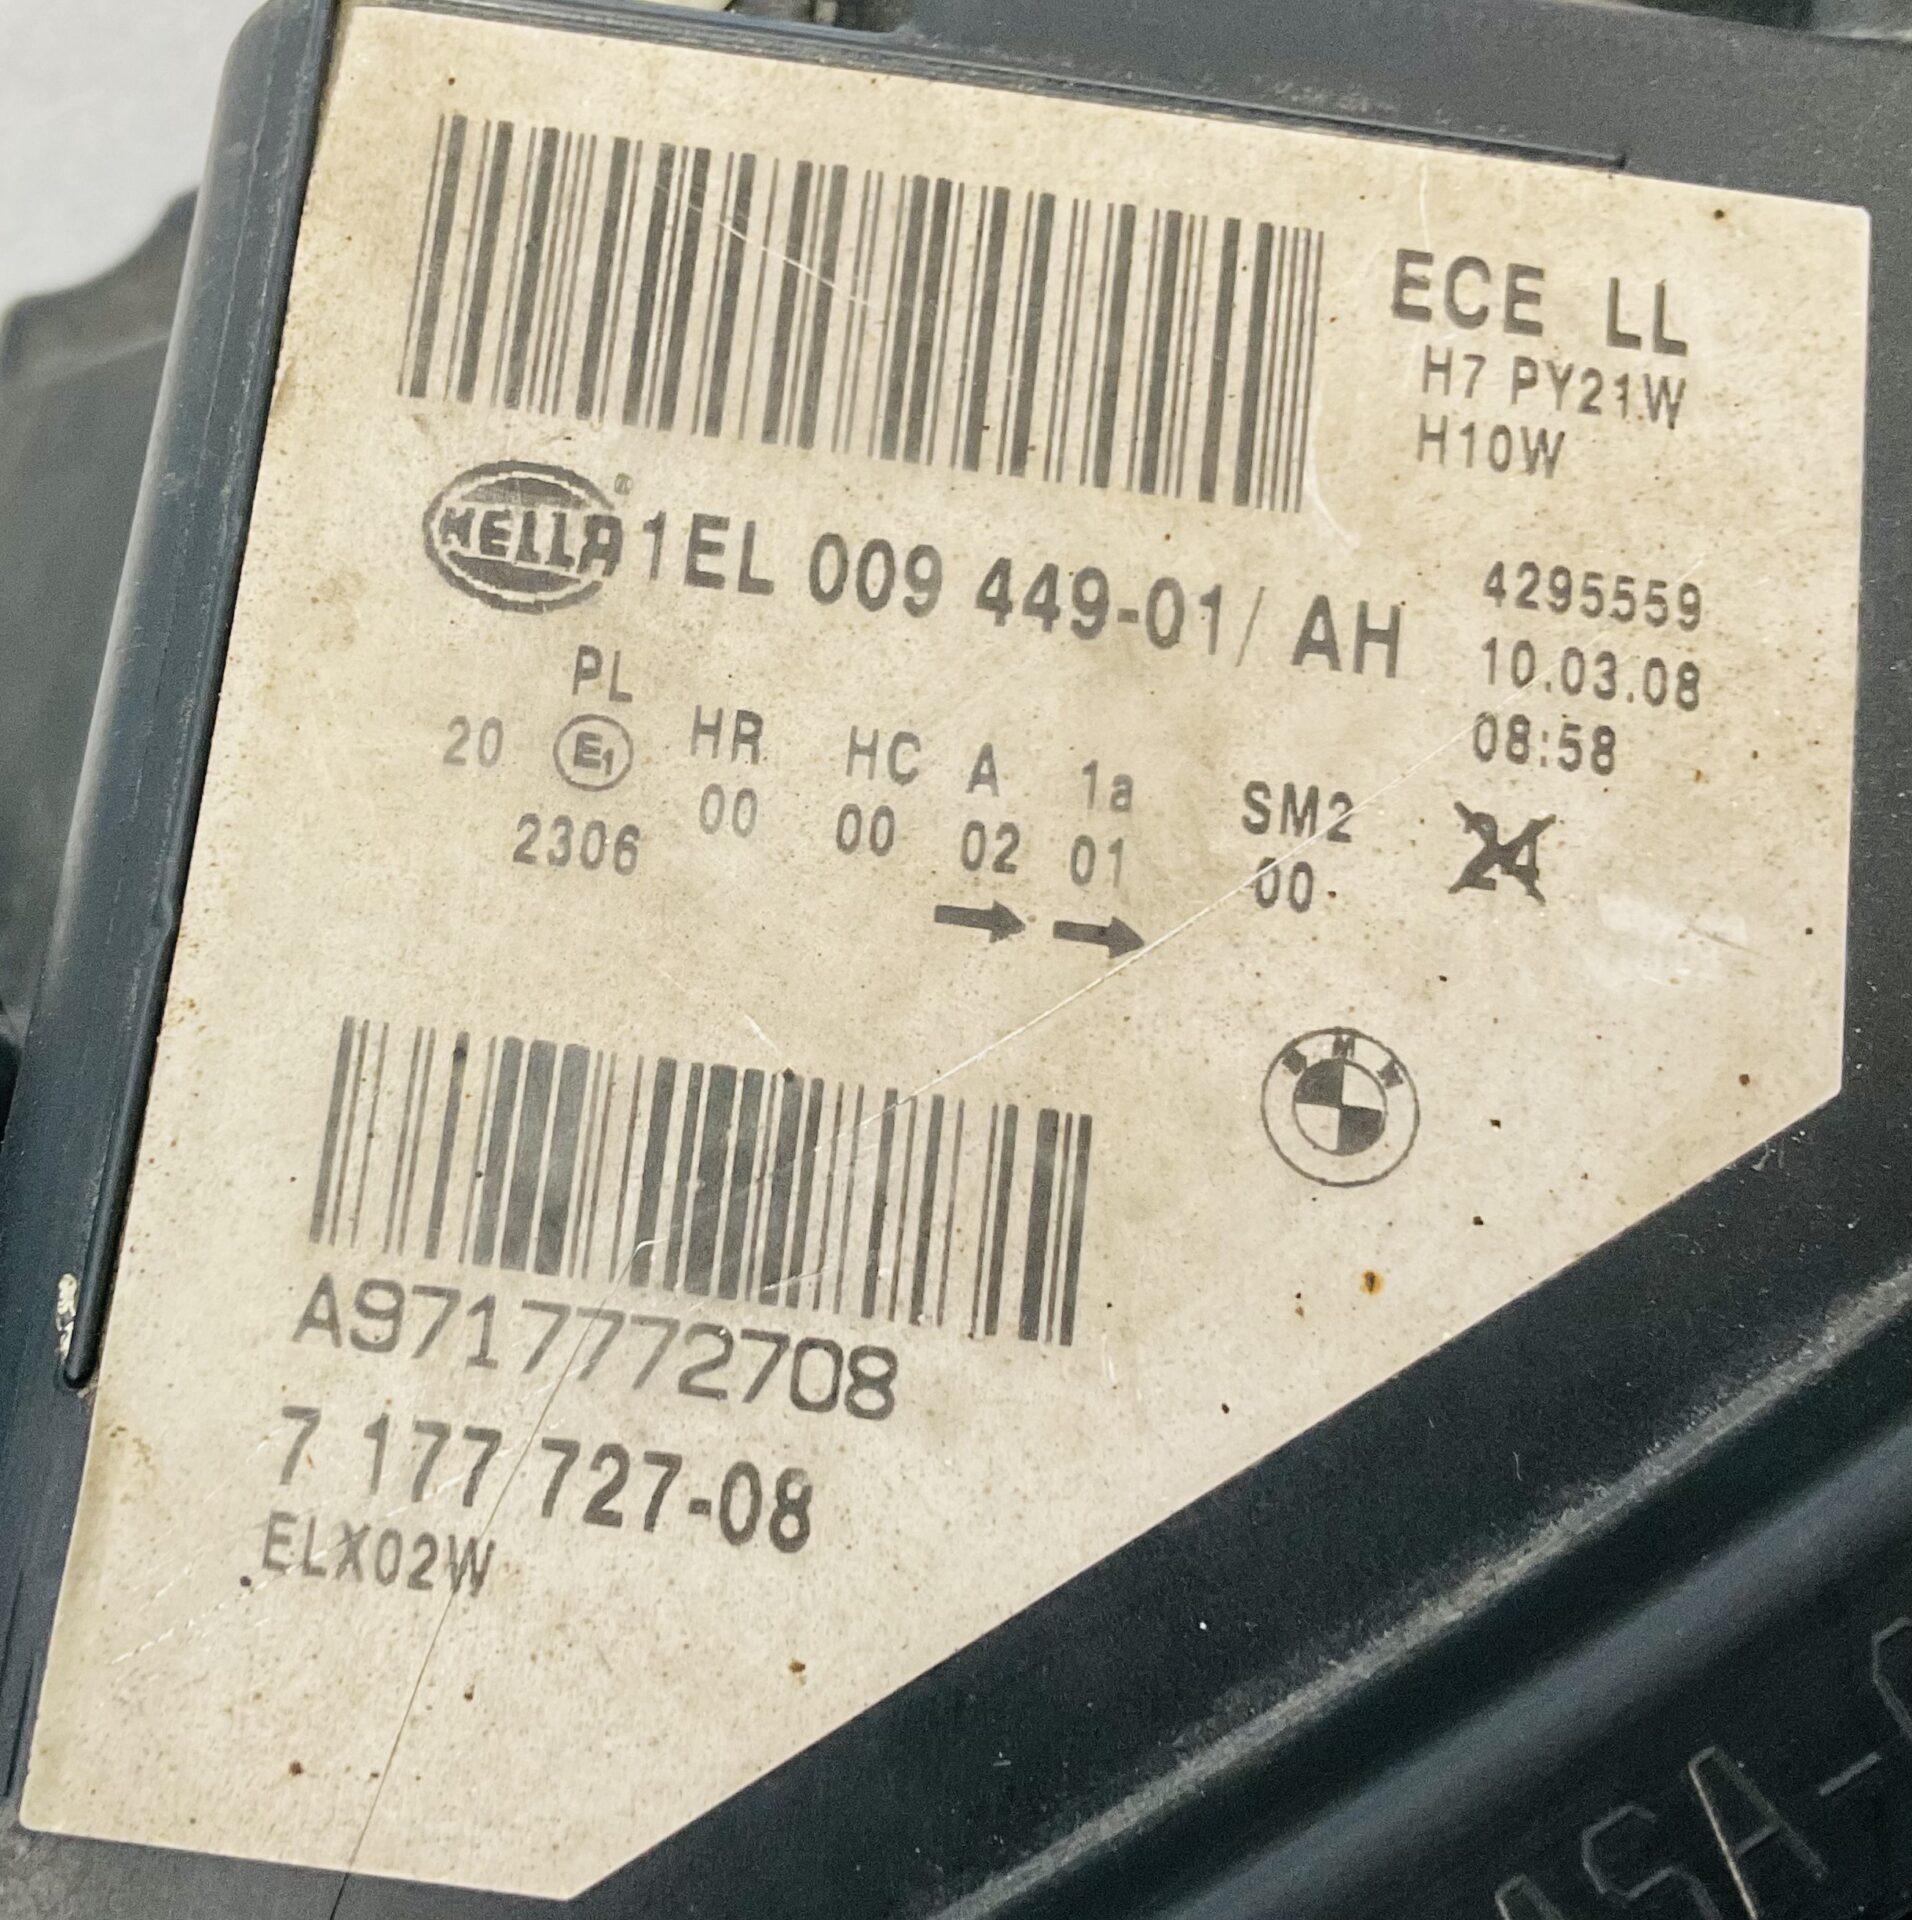 ECE LL
H7 PY21W
H10W
HELLA® 1EL 009 449-01/ AH
4295559
10.03.08
08:58
PL
20 E1 HR HC A 1a SM2
2306 00 00 02 01 00
24
BMW
A9717772708
7 177 727-08
ELX02W